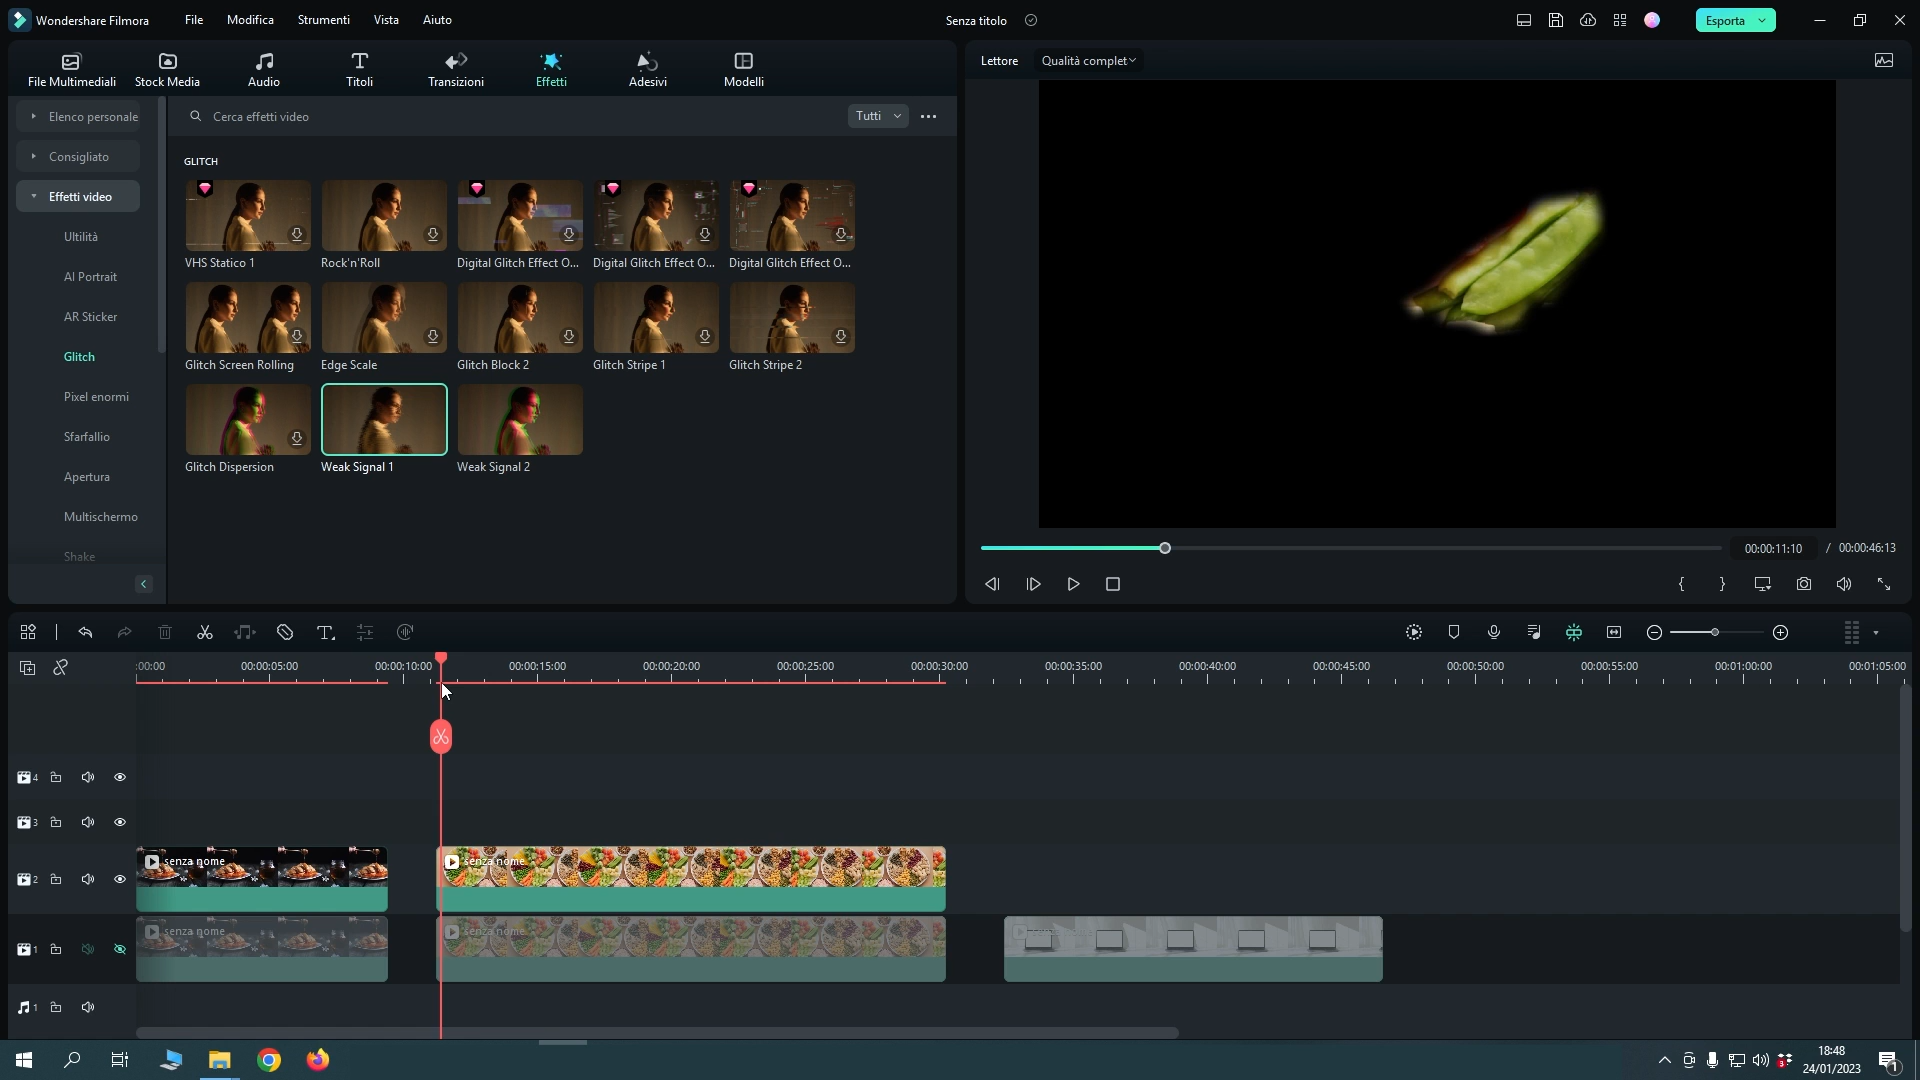 Wondershare Filmora
File
Modifica
Strumenti
Vista
Aiuto
Senza titolo
Esporta
File Multimediali
Stock Media
Audio
Titoli
Transizioni
Effetti
Adesivi
Modelli
Lettore
Qualità complet
Elenco personale
Consigliato
Effetti video
Ultilità
AI Portrait
AR Sticker
Glitch
Pixel enormi
Sfarfallio
Apertura
Multischermo
Shake
Cerca effetti video
Tutti
GLITCH
VHS Statico 1
Rock'n'Roll
Digital Glitch Effect O...
Digital Glitch Effect O...
Digital Glitch Effect O...
Glitch Screen Rolling
Edge Scale
Glitch Block 2
Glitch Stripe 1
Glitch Stripe 2
Glitch Dispersion
Weak Signal 1
Weak Signal 2
00:00:11:10 / 00:00:46:13
:00:00
00:00:05:00
00:00:10:00
00:00:15:00
00:00:20:00
00:00:25:00
00:00:30:00
00:00:35:00
00:00:40:00
00:00:45:00
00:00:50:00
00:00:55:00
00:01:00:00
00:01:05:00
4
3
2
senza nome
senza nome
1
senza nome
senza nome
1
18:48
24/01/2023
1